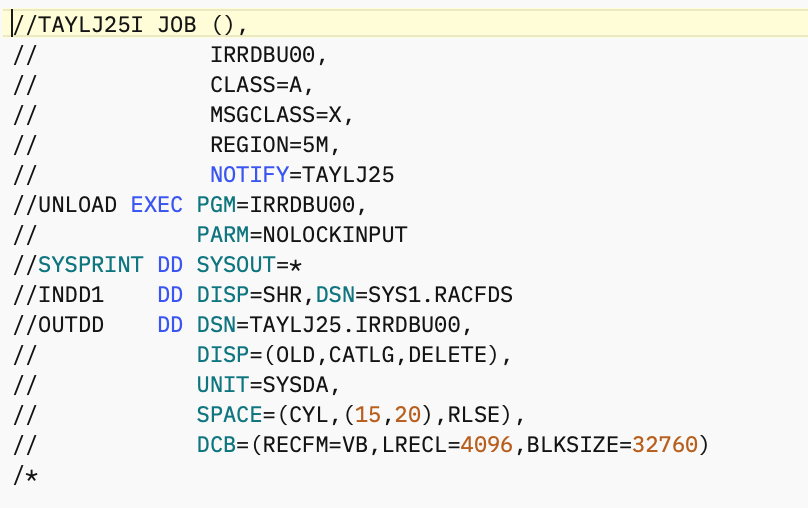 //TAYLJ25I JOB (),
//             IRRDBU00,
//             CLASS=A,
//             MSGCLASS=X,
//             REGION=5M,
//             NOTIFY=TAYLJ25
//UNLOAD EXEC PGM=IRRDBU00,
//            PARM=NOLOCKINPUT
//SYSPRINT DD SYSOUT=*
//INDD1    DD DISP=SHR,DSN=SYS1.RACFDS
//OUTDD    DD DSN=TAYLJ25.IRRDBU00,
//            DISP=(OLD,CATLG,DELETE),
//            UNIT=SYSDA,
//            SPACE=(CYL,(15,20),RLSE),
//            DCB=(RECFM=VB,LRECL=4096,BLKSIZE=32760)
/*